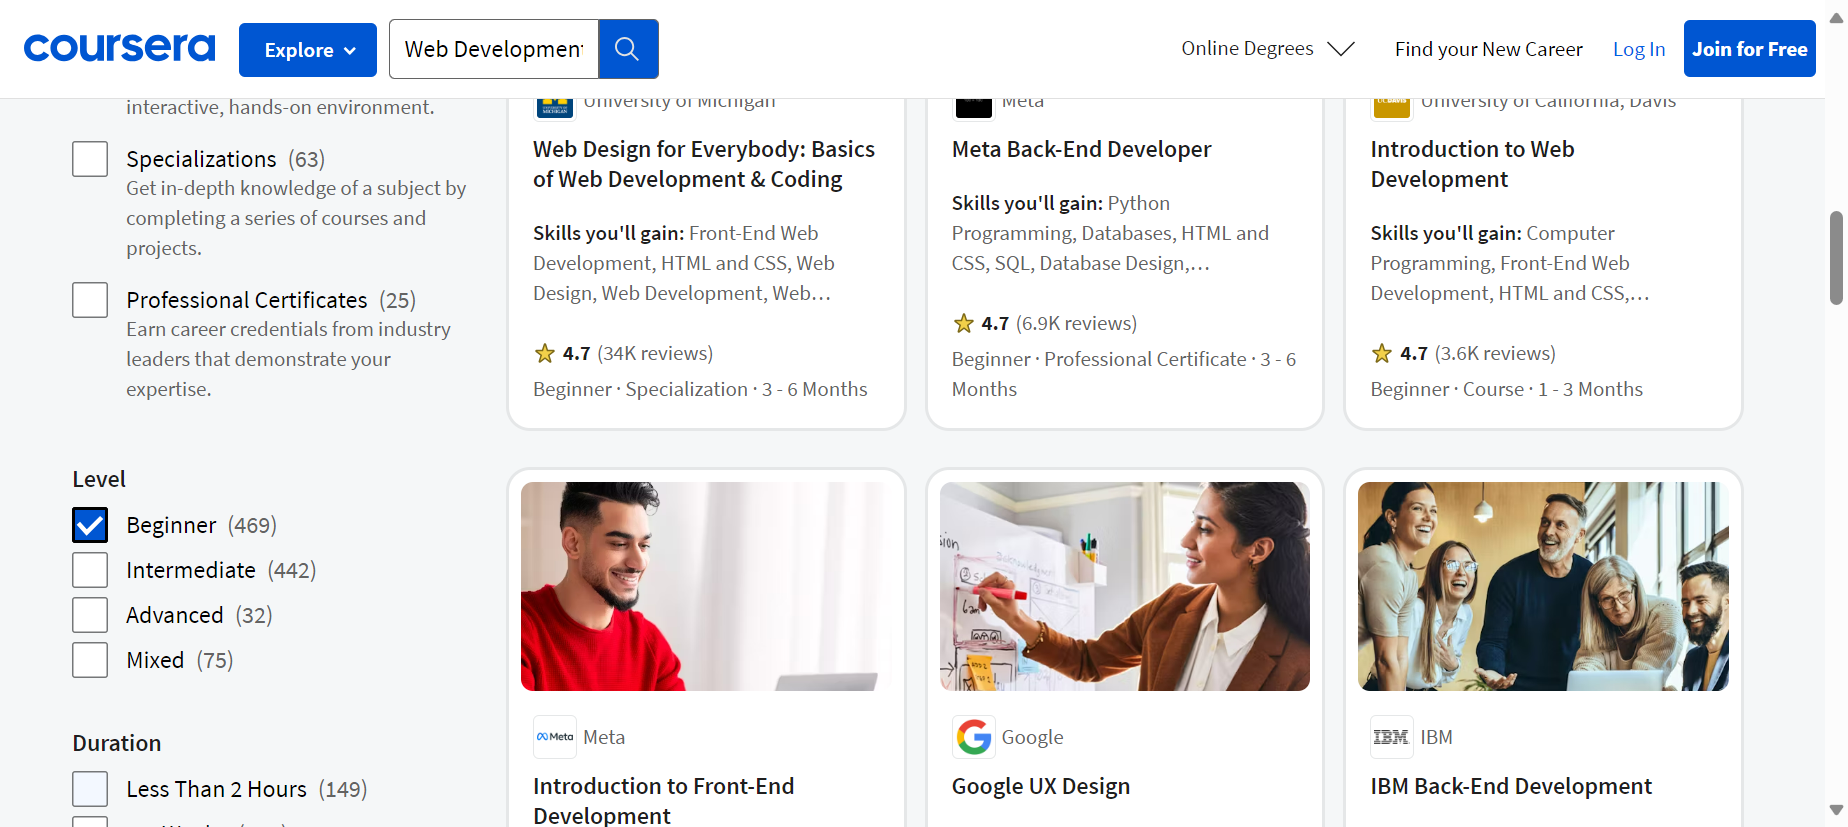 coursera
Explore
Web Development
Online Degrees
Find your New Career
Log In
Join for Free
interactive, hands-on environment.
Specializations (63)
Get in-depth knowledge of a subject by
completing a series of courses and
projects.
Professional Certificates (25)
Earn career credentials from industry
leaders that demonstrate your
expertise.
Level
Beginner (469)
Intermediate (442)
Advanced (32)
Mixed (75)
Duration
Less Than 2 Hours (149)
University of Michigan
Web Design for Everybody: Basics
of Web Development & Coding
Skills you'll gain: Front-End Web
Development, HTML and CSS, Web
Design, Web Development, Web…
4.7 (34K reviews)
Beginner · Specialization · 3 - 6 Months
Meta
Meta Back-End Developer
Skills you'll gain: Python
Programming, Databases, HTML and
CSS, SQL, Database Design,…
4.7 (6.9K reviews)
Beginner · Professional Certificate · 3 - 6
Months
University of California, Davis
Introduction to Web
Development
Skills you'll gain: Computer
Programming, Front-End Web
Development, HTML and CSS,…
4.7 (3.6K reviews)
Beginner · Course · 1 - 3 Months
Meta
Meta
Introduction to Front-End
Development
Google
Google UX Design
IBM
IBM
IBM Back-End Development